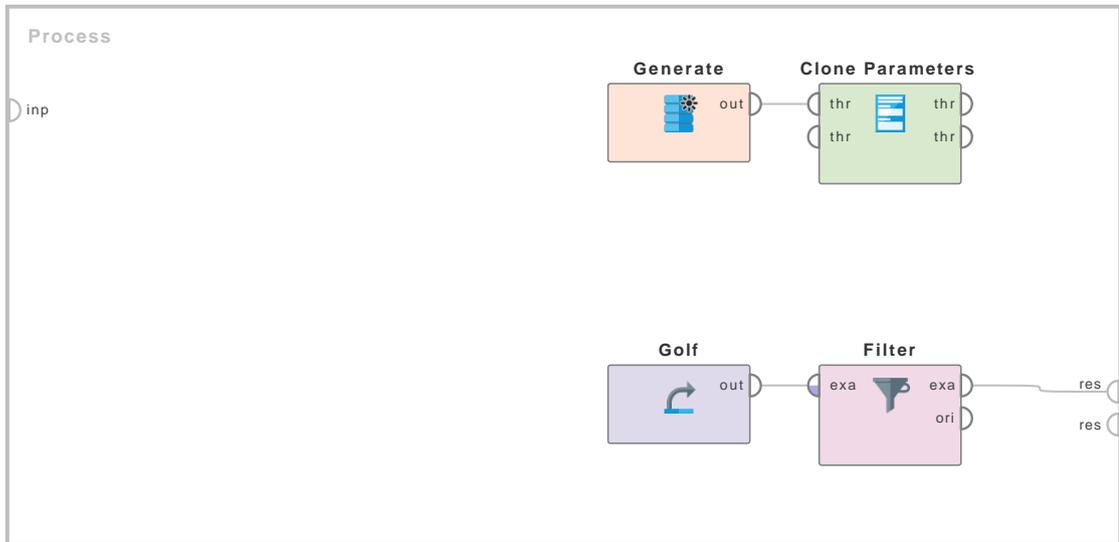 Process
inp
Generate
out
Clone Parameters
thr thr
thr thr
Golf
out
Filter
exa exa
ori
res
res